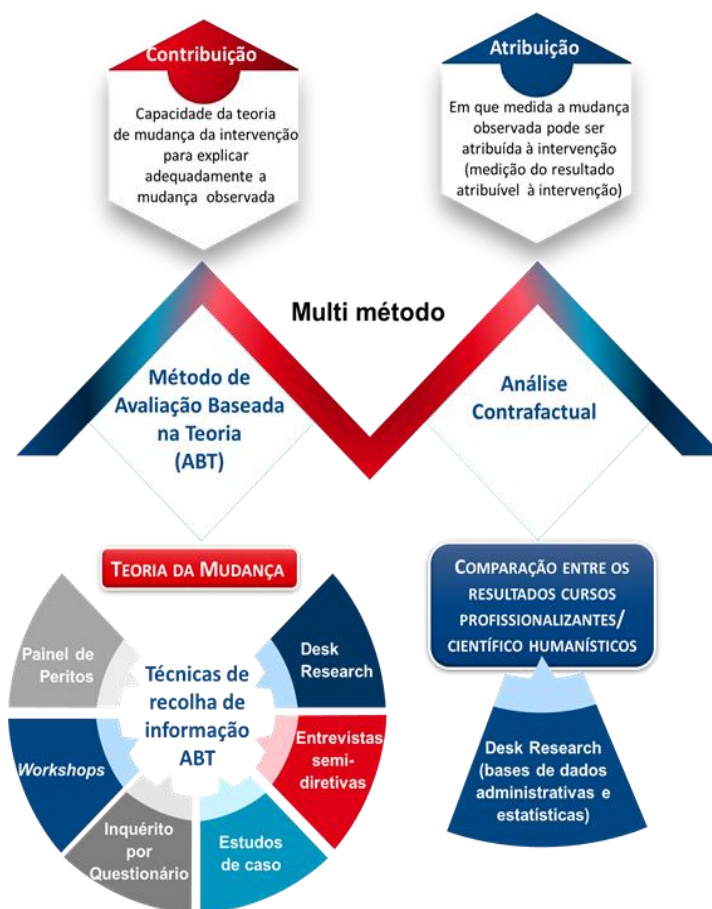 Contribuição
Capacidade da teoria
de mudança da intervenção
para explicar
adequadamente a
mudança observada
Atribuição
Em que medida a mudança
observada pode ser
atribuída à intervenção
(medição do resultado
atribuível à intervenção)
Multi método
Método de
Avaliação Baseada
na Teoria
(ABT)
Análise
Contrafactual
TEORIA DA MUDANÇA
Painel de
Peritos
Workshops
Inquérito
por
Questionário
Estudos
de caso
Entrevistas
semi-
diretivas
Desk
Research
Técnicas de
recolha de
informação
ABT
COMPARAÇÃO ENTRE OS
RESULTADOS CURSOS
PROFISSIONALIZANTES/
CIENTÍFICO HUMANÍSTICOS
Desk Research
(bases de dados
administrativas e
estatísticas)